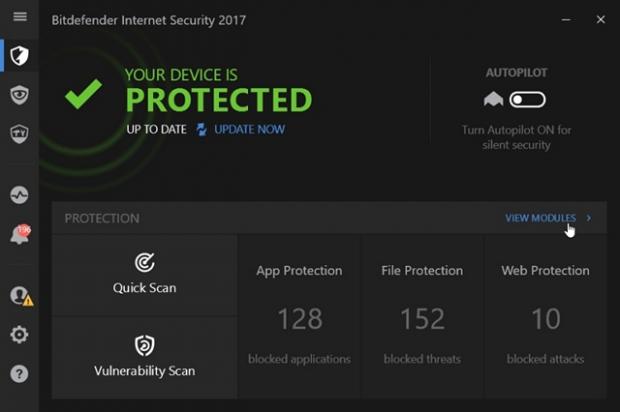 Bitdefender Internet Security 2017
YOUR DEVICE IS
PROTECTED
UP TO DATE UPDATE NOW
AUTOPILOT
Turn Autopilot ON for
silent security
196
PROTECTION
VIEW MODULES
Quick Scan
Vulnerability Scan
App Protection
128
blocked applications
File Protection
152
blocked threats
Web Protection
10
blocked attacks